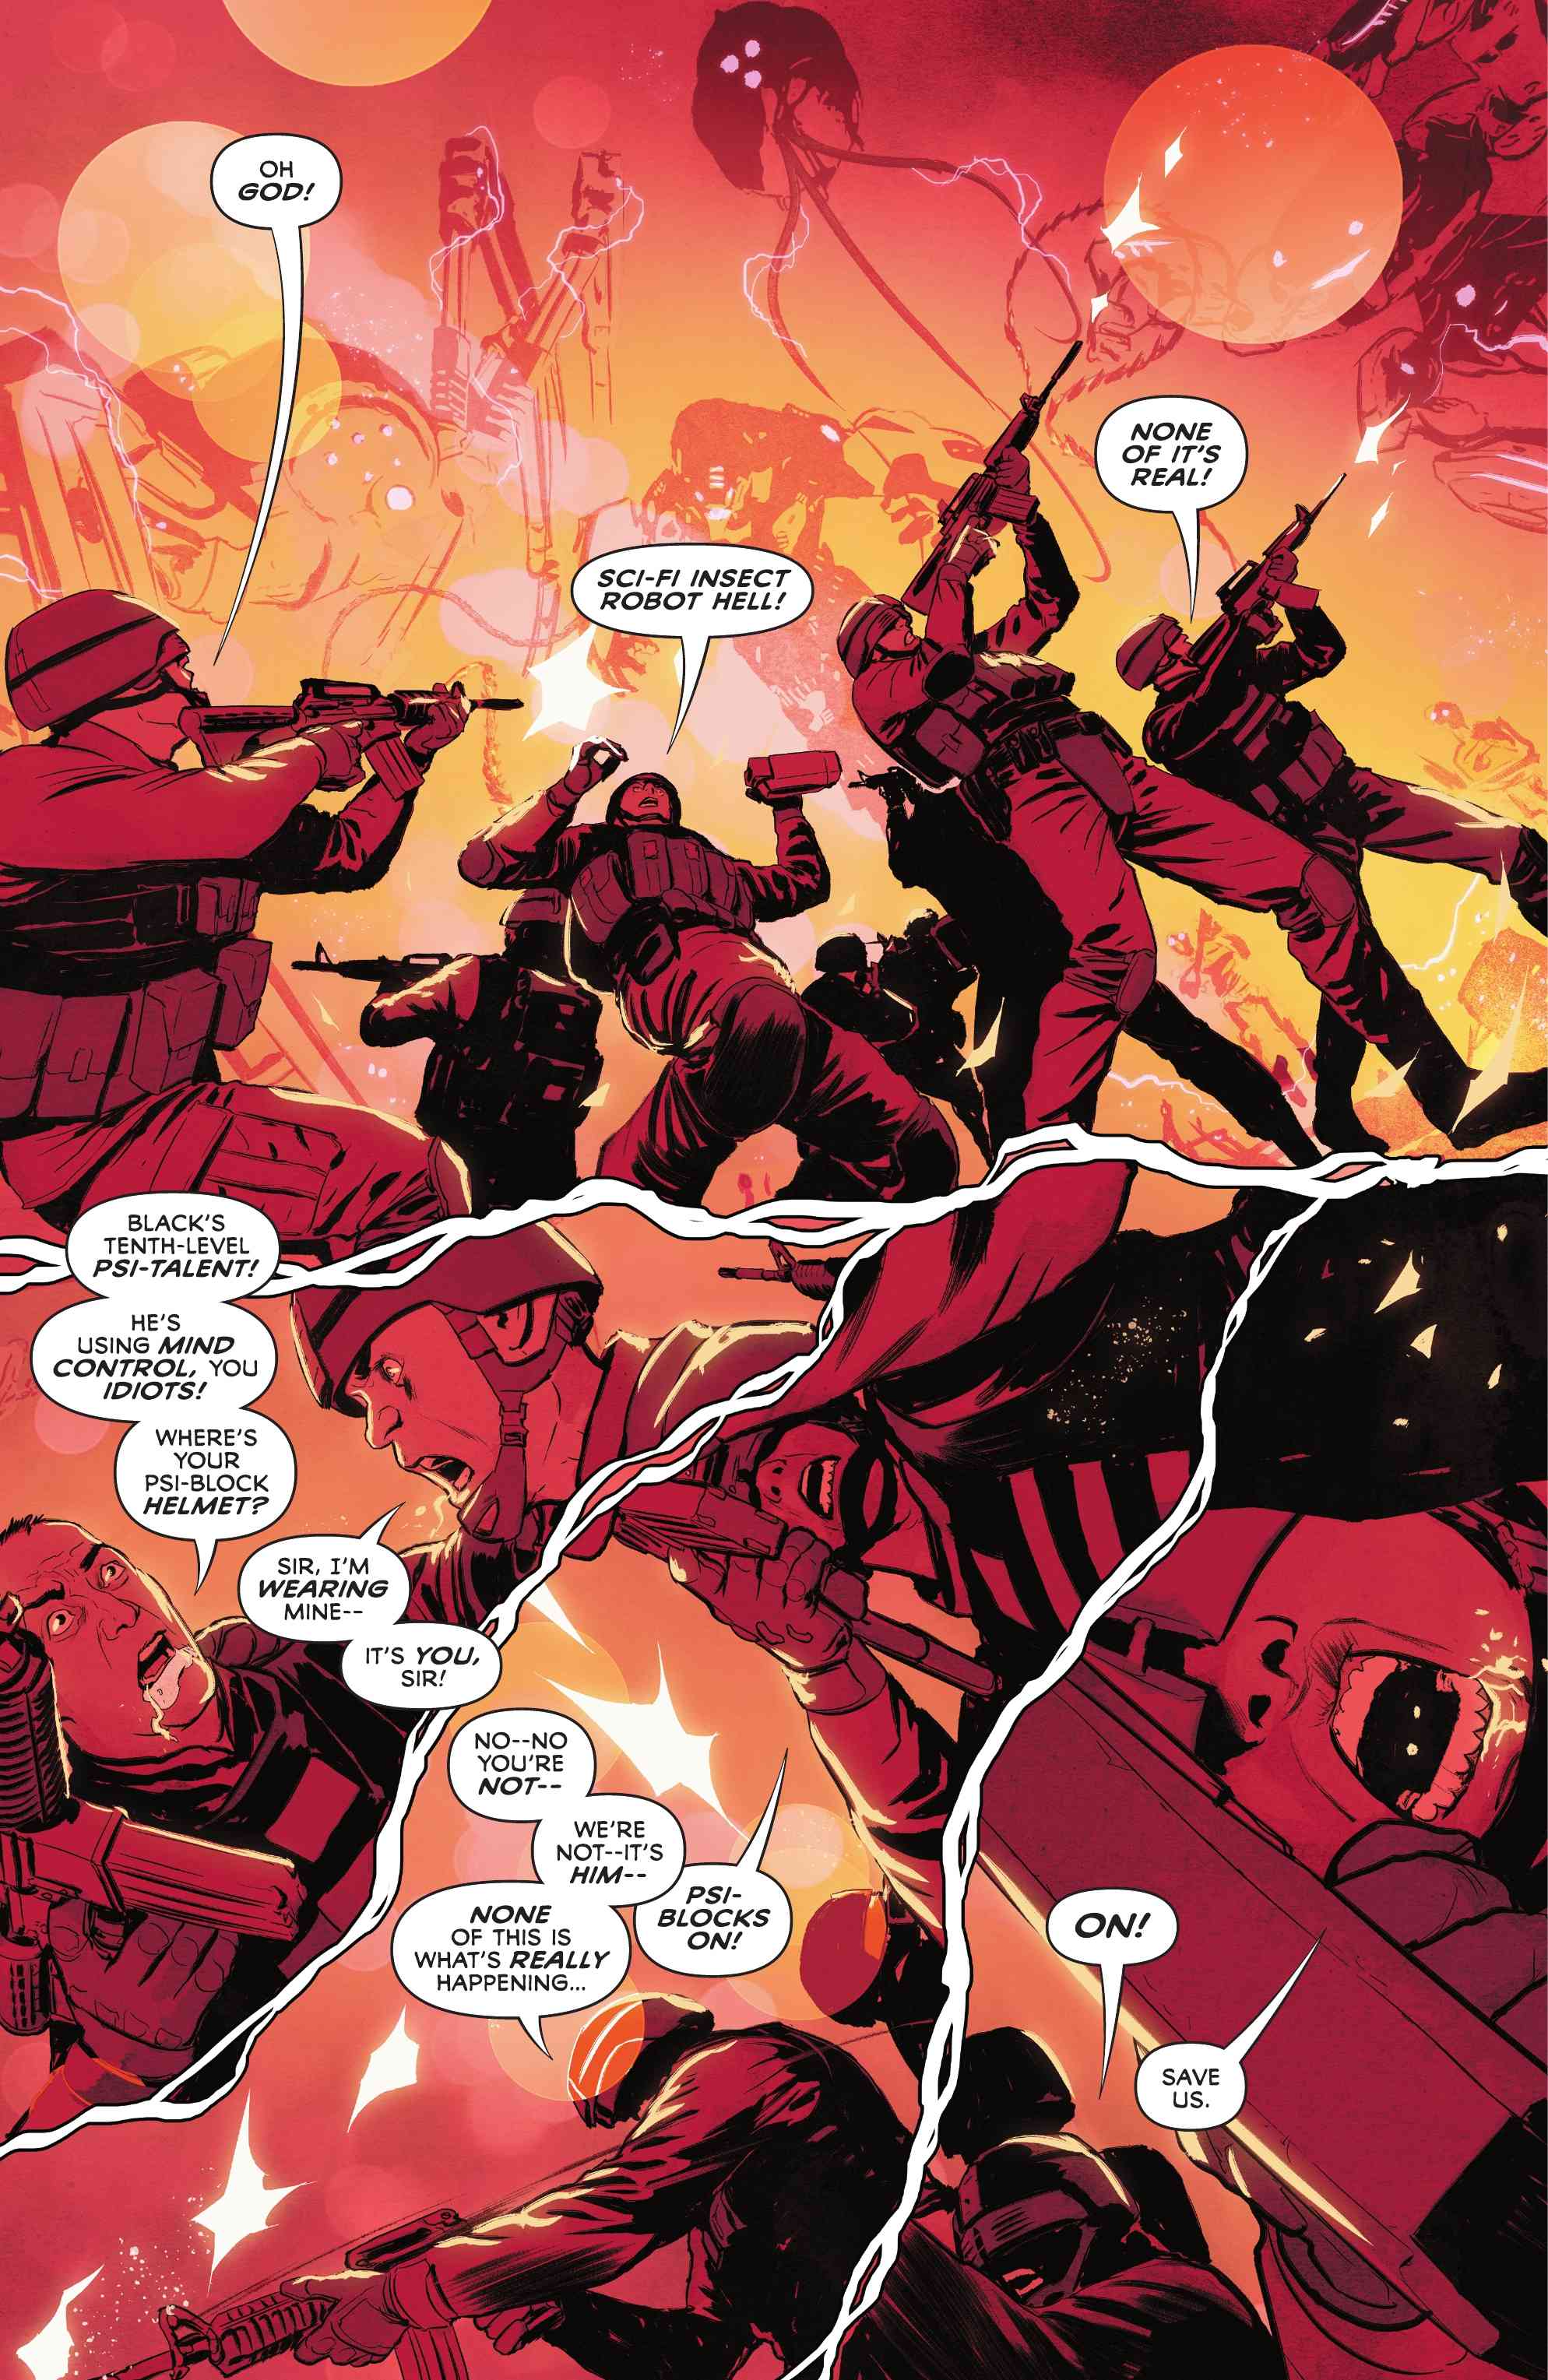 OH
GOD!
SCI-FI INSECT
ROBOT HELL!
NONE
OF IT'S
REAL!
BLACK'S
TENTH-LEVEL
PSI-TALENT!
HE'S
USING MIND
CONTROL, YOU
IDIOTS!
WHERE'S
YOUR
PSI-BLOCK
HELMET?
SIR, I'M
WEARING
MINE--
IT'S YOU,
SIR!
NO--NO
YOU'RE
NOT--
WE'RE
NOT--IT'S
HIM--
PSI-
BLOCKS
ON!
NONE
OF THIS IS
WHAT'S REALLY
HAPPENING...
ON!
SAVE
US.